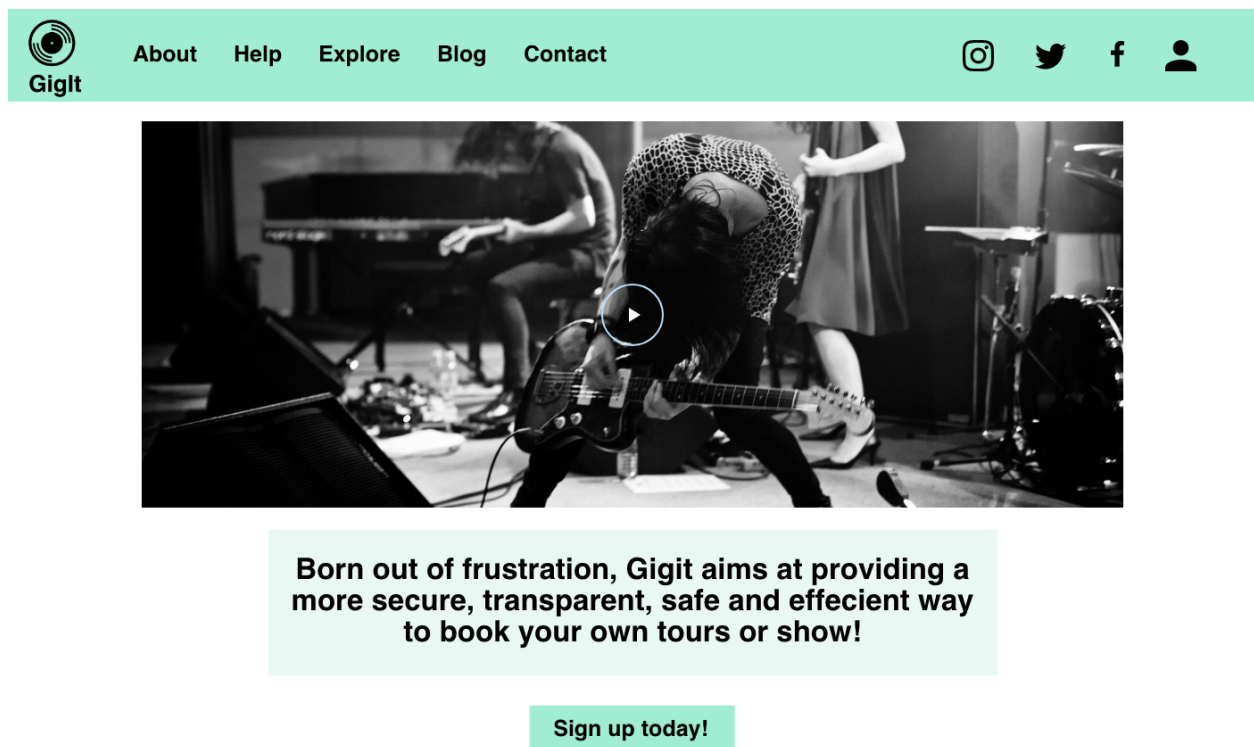 GigIt
About Help Explore Blog Contact
Born out of frustration, Gigit aims at providing a
more secure, transparent, safe and effecient way
to book your own tours or show!
Sign up today!